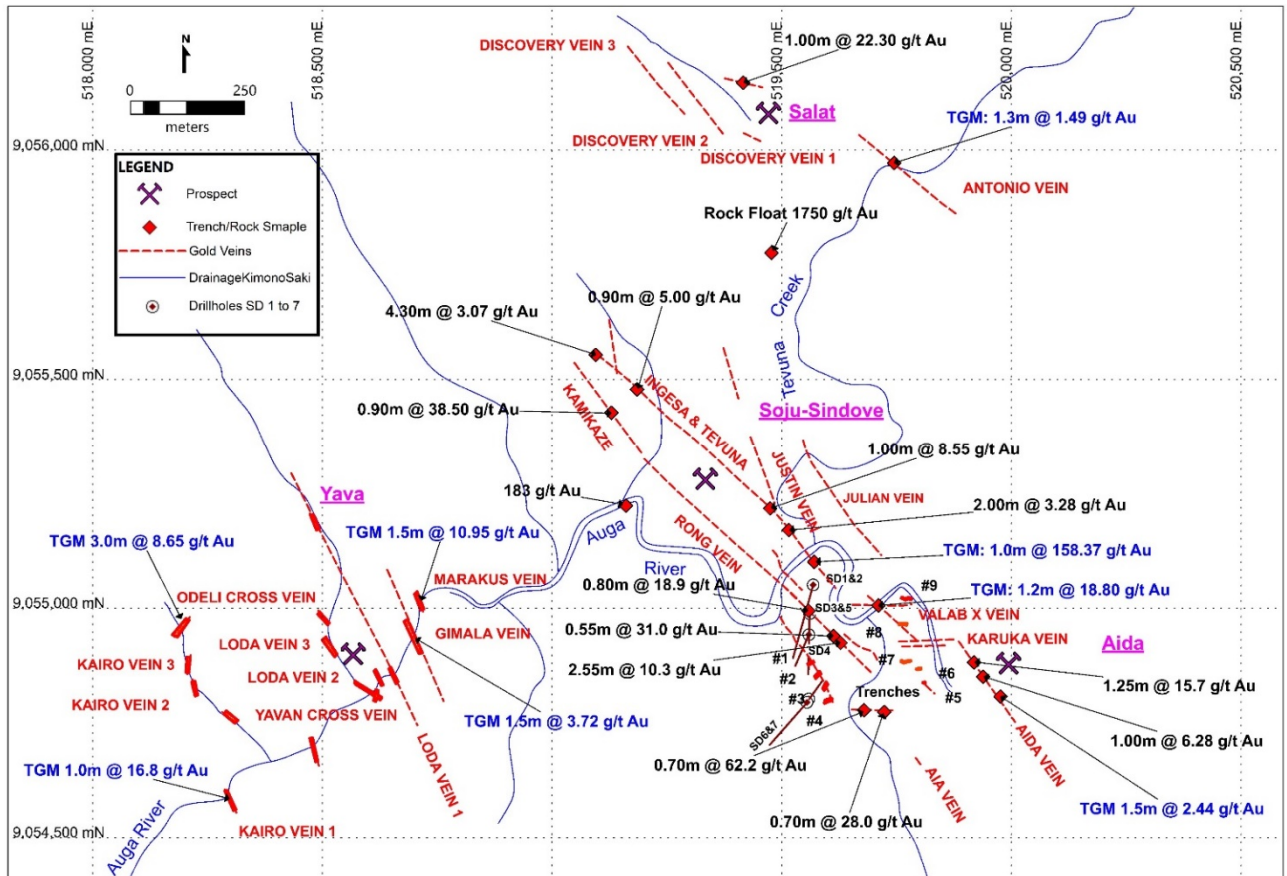 518,000 mE
518,500 mE
519,500 mE
520,000 mE
520,500 mE
N
0
250
meters
9,056,000 mN
9,055,500 mN
9,055,000 mN
9,054,500 mN
LEGEND
Prospect
Trench/Rock Smaple
Gold Veins
DrainageKimonoSaki
Drillholes SD 1 to 7
DISCOVERY VEIN 3
1.00m @ 22.30 g/t Au
Salat
TGM: 1.3m @ 1.49 g/t Au
DISCOVERY VEIN 2
DISCOVERY VEIN 1
ANTONIO VEIN
Rock Float 1750 g/t Au
Tevuna Creek
0.90m @ 5.00 g/t Au
4.30m @ 3.07 g/t Au
INGESA & TEVUNA
KAMIKAZE
0.90m @ 38.50 g/t Au
Soju-Sindove
1.00m @ 8.55 g/t Au
JUSTIN VEIN
JULIAN VEIN
183 g/t Au
2.00m @ 3.28 g/t Au
Yava
TGM 1.5m @ 10.95 g/t Au
TGM 3.0m @ 8.65 g/t Au
Auga
River
RONG VEIN
TGM: 1.0m @ 158.37 g/t Au
MARAKUS VEIN
0.80m @ 18.9 g/t Au
SD1&2
#9
TGM: 1.2m @ 18.80 g/t Au
ODELI CROSS VEIN
SD3&5
VALAB X VEIN
#8
GIMALA VEIN
LODA VEIN 3
0.55m @ 31.0 g/t Au
SD4
KARUKA VEIN
Aida
KAIRO VEIN 3
LODA VEIN 2
2.55m @ 10.3 g/t Au
#1
#2
#7
#6
#5
1.25m @ 15.7 g/t Au
KAIRO VEIN 2
YAVAN CROSS VEIN
TGM 1.5m @ 3.72 g/t Au
#3
#4
Trenches
1.00m @ 6.28 g/t Au
LODA VEIN 1
SD6&7
AIDA VEIN
0.70m @ 62.2 g/t Au
TGM 1.0m @ 16.8 g/t Au
AIA VEIN
TGM 1.5m @ 2.44 g/t Au
KAIRO VEIN 1
0.70m @ 28.0 g/t Au
Auga River